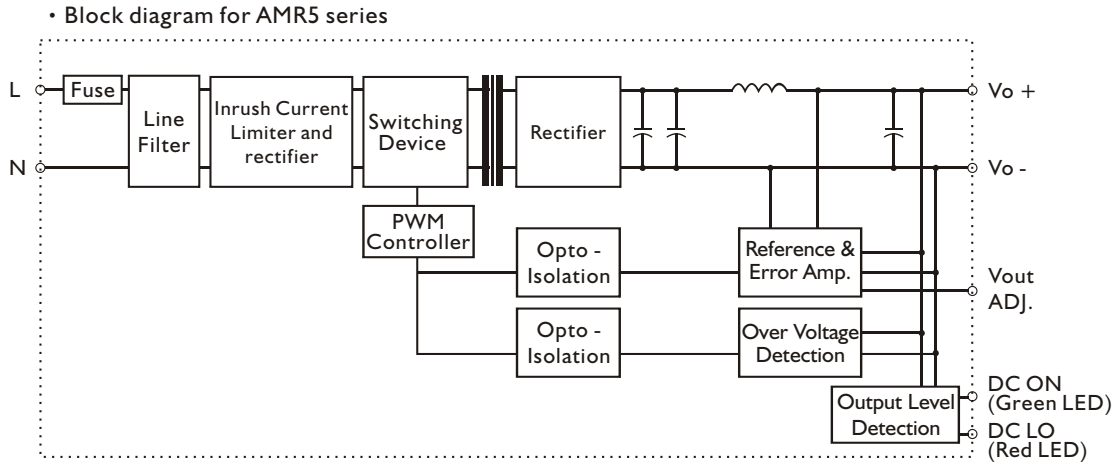 • Block diagram for AMR5 series
L
Fuse
Line
Filter
Inrush Current
Limiter and
rectifier
Switching
Device
Rectifier
Vo +
N
Vo -
PWM
Controller
Opto -
Isolation
Reference &
Error Amp.
Vout
ADJ.
Opto -
Isolation
Over Voltage
Detection
Output Level
Detection
DC ON
(Green LED)
DC LO
(Red LED)